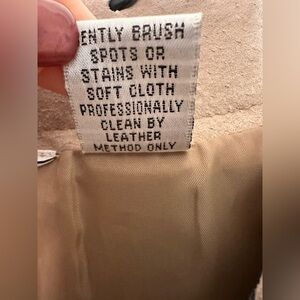 ENTLY BRUSH
SPOTS OR
STAINS WITH
SOFT CLOTH
PROFESSIONALLY
CLEAN BY
LEATHER
METHOD ONLY